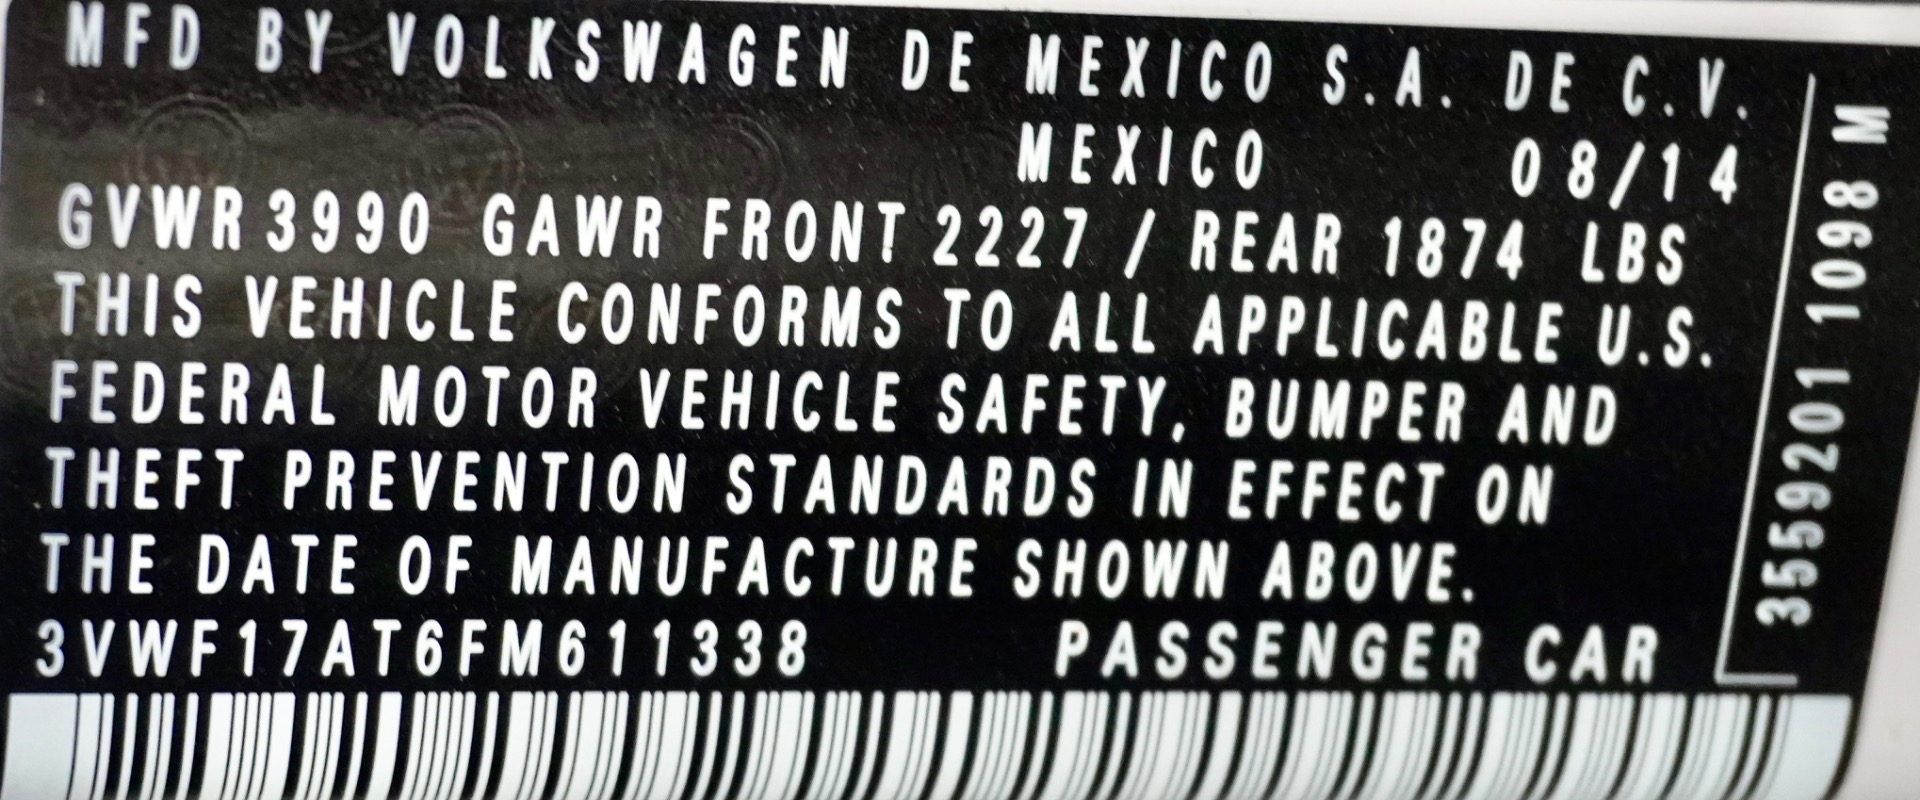 MFD BY VOLKSWAGEN DE MEXICO S.A. DE C.V.
MEXICO 08/14
GVWR 3990 GAWR FRONT 2227 / REAR 1874 LBS
THIS VEHICLE CONFORMS TO ALL APPLICABLE U.S.
FEDERAL MOTOR VEHICLE SAFETY, BUMPER AND
THEFT PREVENTION STANDARDS IN EFFECT ON
THE DATE OF MANUFACTURE SHOWN ABOVE.
3VWF17AT6FM611338 PASSENGER CAR
3559201 1098 M